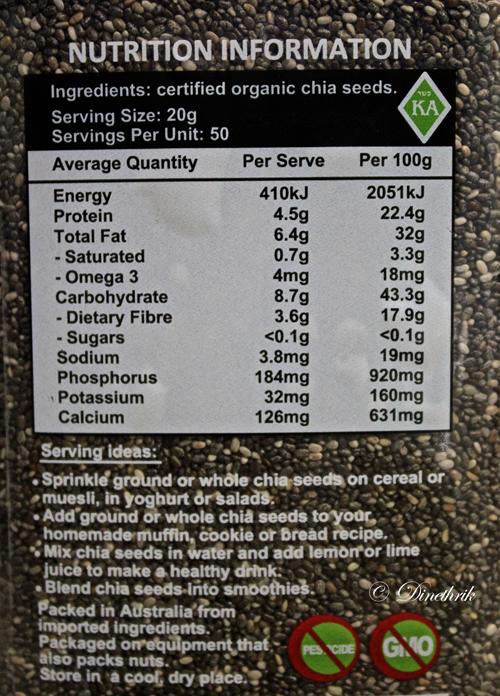 NUTRITION INFORMATION
Ingredients: certified organic chia seeds.
כשר
KA
Serving Size: 20g
Servings Per Unit: 50
Average Quantity Per Serve Per 100g
Energy 410kJ 2051kJ
Protein 4.5g 22.4g
Total Fat 6.4g 32g
- Saturated 0.7g 3.3g
- Omega 3 4mg 18mg
Carbohydrate 8.7g 43.3g
- Dietary Fibre 3.6g 17.9g
- Sugars <0.1g <0.1g
Sodium 3.8mg 19mg
Phosphorus 184mg 920mg
Potassium 32mg 160mg
Calcium 126mg 631mg
Serving ideas:
• Sprinkle ground or whole chia seeds on cereal or
muesli, in yoghurt or salads.
• Add ground or whole chia seeds to your
homemade muffin, cookie or bread recipe.
• Mix chia seeds in water and add lemon or lime
juice to make a healthy drink.
• Blend chia seeds into smoothies.
© Dinethrik
Packed in Australia from
imported ingredients.
Packaged on equipment that
also packs nuts.
Store in a cool, dry place.
PESTICIDE
GMO